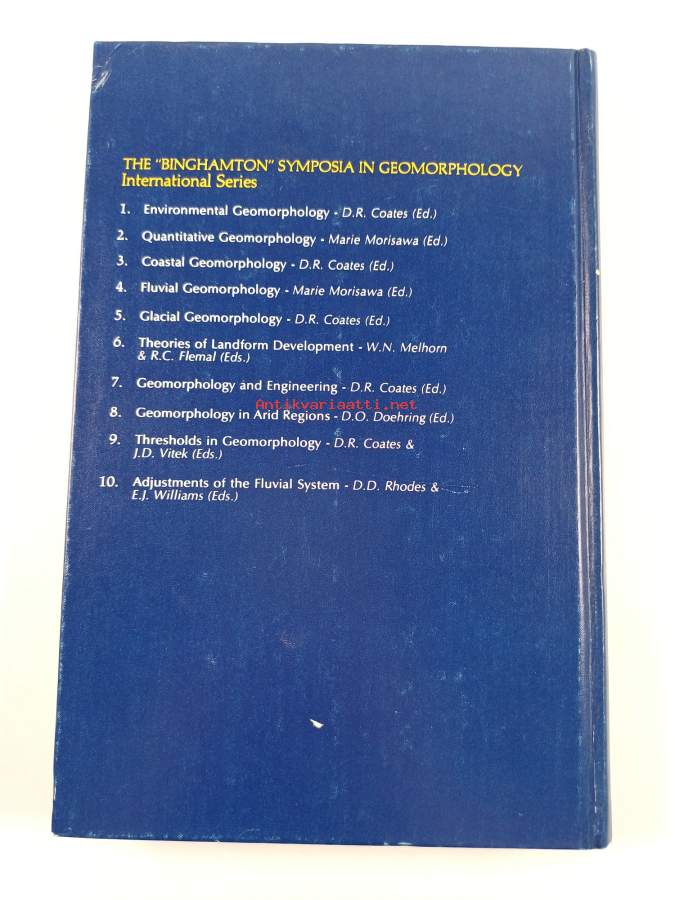 THE "BINGHAMTON" SYMPOSIA IN GEOMORPHOLOGY
International Series
1. Environmental Geomorphology - D.R. Coates (Ed.)
2. Quantitative Geomorphology - Marie Morisawa (Ed.)
3. Coastal Geomorphology - D.R. Coates (Ed.)
4. Fluvial Geomorphology - Marie Morisawa (Ed.)
5. Glacial Geomorphology - D.R. Coates (Ed.)
6. Theories of Landform Development - W.N. Melhorn
& R.C. Flemal (Eds.)
7. Geomorphology and Engineering - D.R. Coates (Ed.)
Antikvariaatti.net
8. Geomorphology in Arid Regions - D.O. Doehring (Ed.)
9. Thresholds in Geomorphology - D.R. Coates &
J.D. Vitek (Eds.)
10. Adjustments of the Fluvial System - D.D. Rhodes &
E.J. Williams (Eds.)